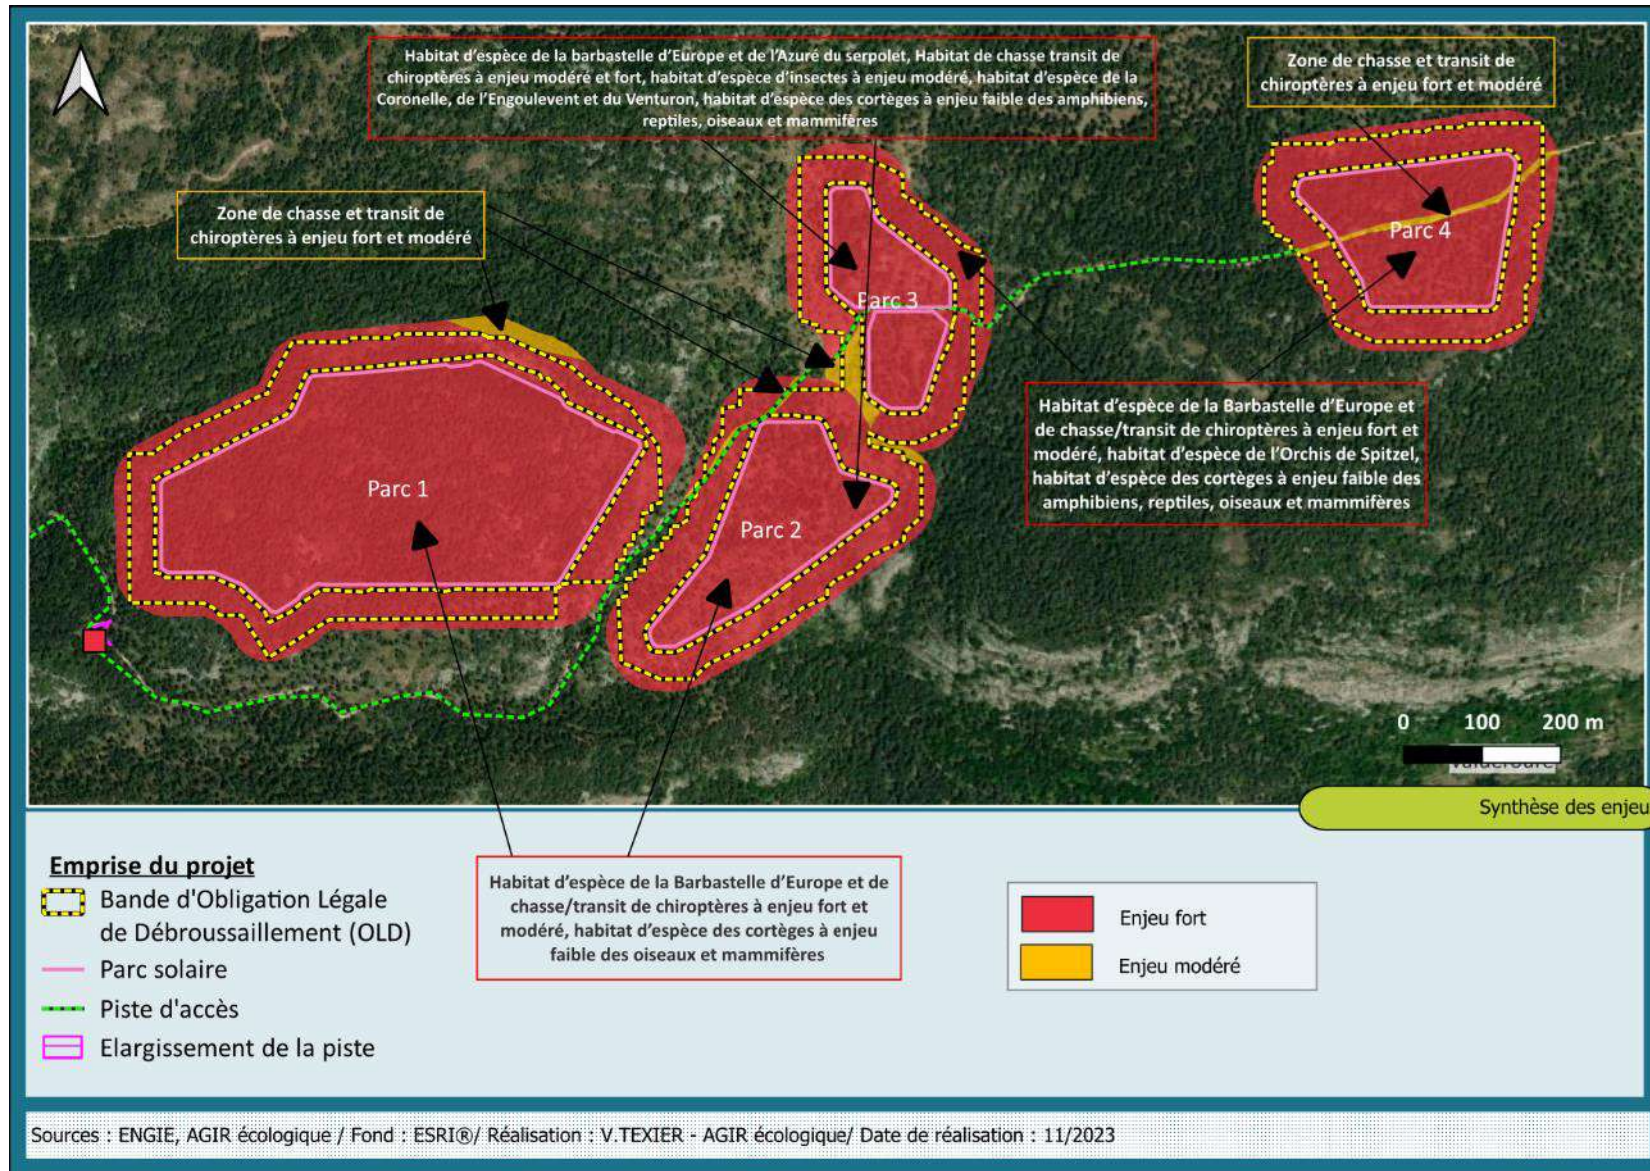 Habitat d'espèce de la barbastelle d'Europe et de l'Azuré du serpolet, Habitat de chasse transit de
chiroptères à enjeu modéré et fort, habitat d'espèce d'insectes à enjeu modéré, habitat d'espèce de la
Coronelle, de l'Engoulevent et du Venturon, habitat d'espèce des cortèges à enjeu faible des amphibiens,
reptiles, oiseaux et mammifères
Zone de chasse et transit de
chiroptères à enjeu fort et modéré
Zone de chasse et transit de
chiroptères à enjeu fort et modéré
Parc 4
Parc 3
Parc 1
Parc 2
Habitat d'espèce de la Barbastelle d'Europe et
de chasse/transit de chiroptères à enjeu fort et
modéré, habitat d'espèce de l'Orchis de Spitzel,
habitat d'espèce des cortèges à enjeu faible des
amphibiens, reptiles, oiseaux et mammifères
0 100 200 m
Synthèse des enjeu
Emprise du projet
Bande d'Obligation Légale
de Débroussaillement (OLD)
Parc solaire
Piste d'accès
Elargissement de la piste
Habitat d'espèce de la Barbastelle d'Europe et de
chasse/transit de chiroptères à enjeu fort et
modéré, habitat d'espèce des cortèges à enjeu
faible des oiseaux et mammifères
Enjeu fort
Enjeu modéré
Sources : ENGIE, AGIR écologique / Fond : ESRI®/ Réalisation : V.TEXIER - AGIR écologique/ Date de réalisation : 11/2023